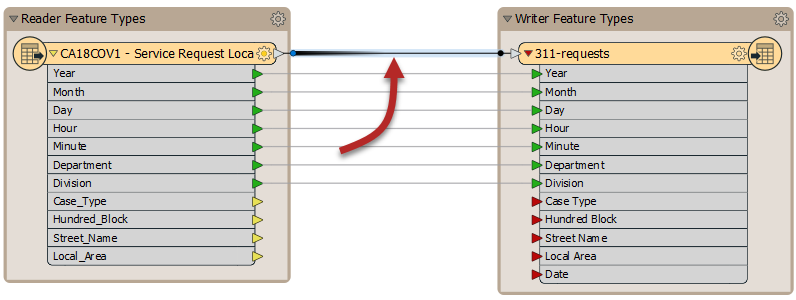 Reader Feature Types
CA18COV1 - Service Request Loca
Year
Month
Day
Hour
Minute
Department
Division
Case_Type
Hundred_Block
Street_Name
Local_Area
Writer Feature Types
311-requests
Year
Month
Day
Hour
Minute
Department
Division
Case Type
Hundred Block
Street Name
Local Area
Date